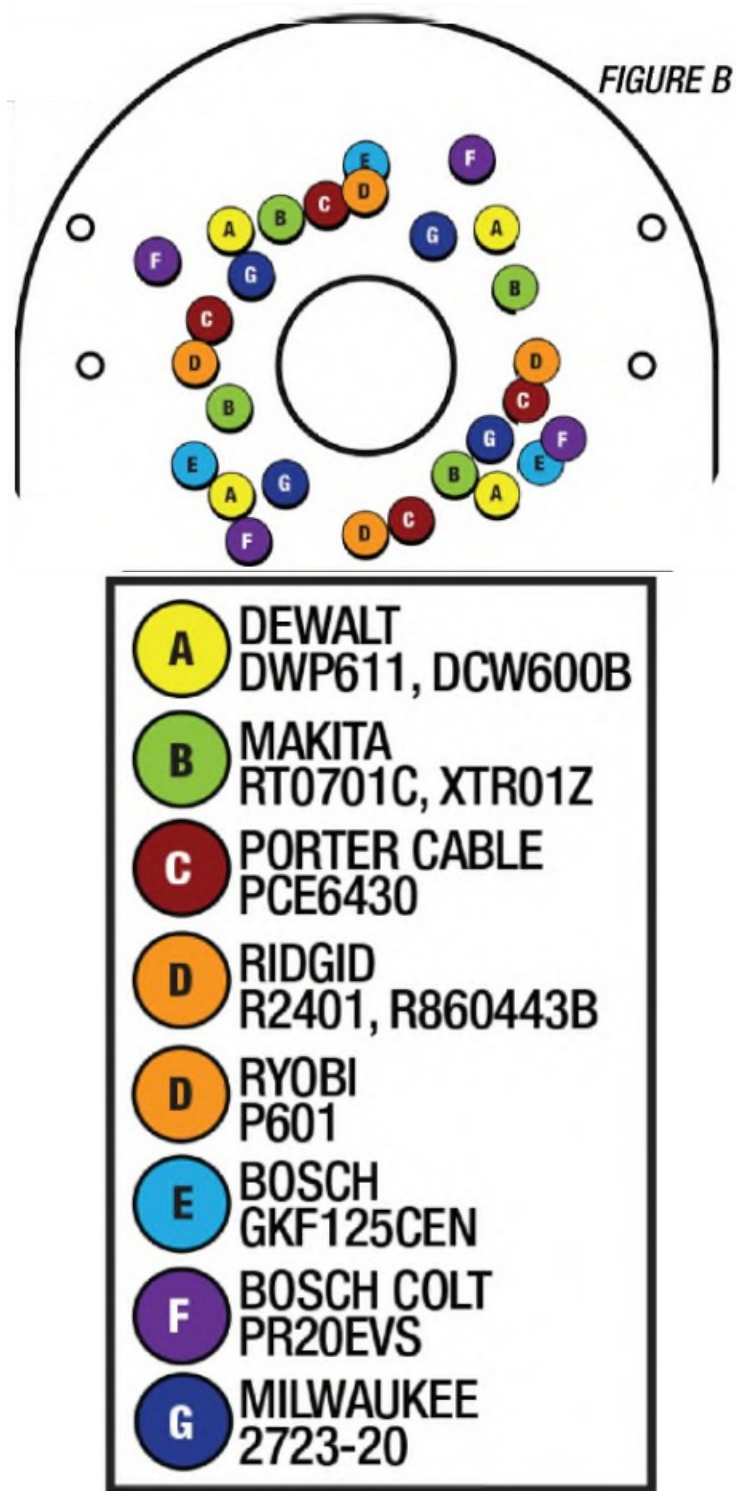 FIGURE B
E
F
D
C
B
A
G
A
F
G
B
C
D
D
B
C
G
F
E
E
B
A
G
A
C
D
F
A
DEWALT
DWP611, DCW600B
B
MAKITA
RT0701C, XTR01Z
C
PORTER CABLE
PCE6430
D
RIDGID
R2401, R860443B
D
RYOBI
P601
E
BOSCH
GKF125CEN
F
BOSCH COLT
PR20EVS
G
MILWAUKEE
2723-20